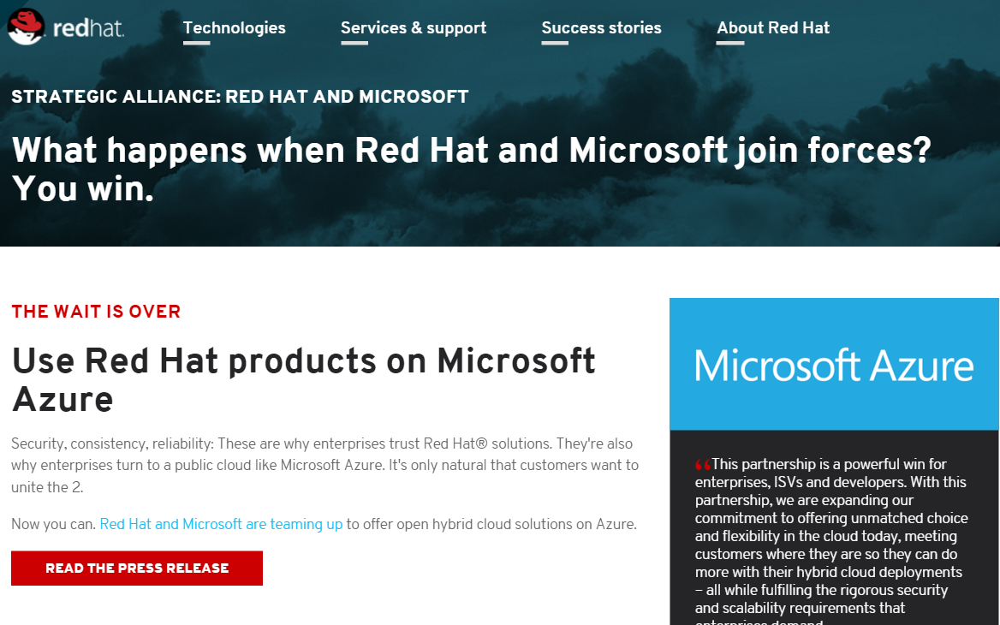 redhat.
Technologies
Services & support
Success stories
About Red Hat
STRATEGIC ALLIANCE: RED HAT AND MICROSOFT
What happens when Red Hat and Microsoft join forces?
You win.
THE WAIT IS OVER
Use Red Hat products on Microsoft
Azure
Security, consistency, reliability: These are why enterprises trust Red Hat® solutions. They're also
why enterprises turn to a public cloud like Microsoft Azure. It's only natural that customers want to
unite the 2.
Now you can. Red Hat and Microsoft are teaming up to offer open hybrid cloud solutions on Azure.
READ THE PRESS RELEASE
Microsoft Azure
“This partnership is a powerful win for
enterprises, ISVs and developers. With this
partnership, we are expanding our
commitment to offering unmatched choice
and flexibility in the cloud today, meeting
customers where they are so they can do
more with their hybrid cloud deployments
– all while fulfilling the rigorous security
and scalability requirements that
enterprises demand.